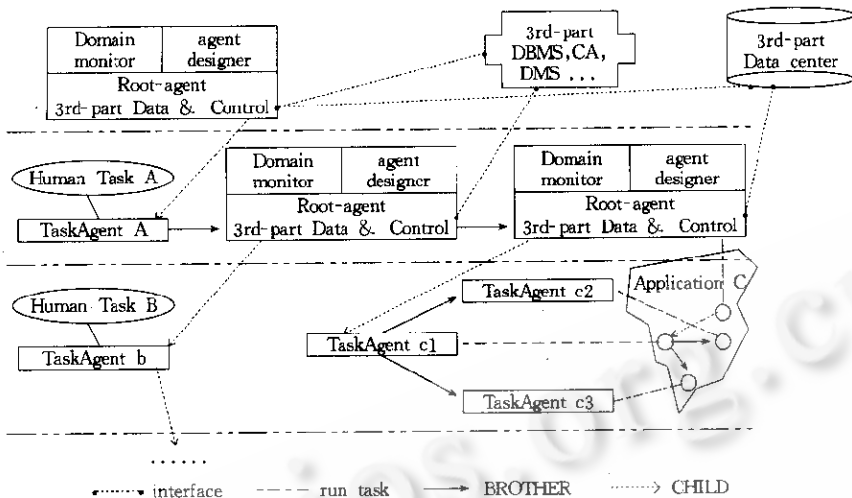 Domain monitor
agent designer
Root-agent
3rd-part Data & Control
3rd-part
DBMS,CA,
DMS ...
3rd-part
Data center
Human Task A
TaskAgent A
Domain monitor
agent designer
Root-agent
3rd-part Data & Control
Domain monitor
agent designer
Root-agent
3rd-part Data & Control
Human Task B
TaskAgent b
TaskAgent c1
TaskAgent c2
TaskAgent c3
Application C
......
interface
run task
BROTHER
CHILD